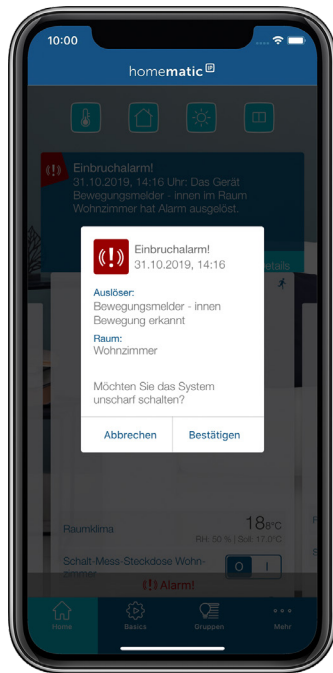 10:00
homematic IP
Einbruchalarm!
31.10.2019, 14:16 Uhr: Das Gerät
Bewegungsmelder - innen im Raum
Wohnzimmer hat Alarm ausgelöst.
Details
Einbruchalarm!
31.10.2019, 14:16
Auslöser:
Bewegungsmelder - innen
Bewegung erkannt
Raum:
Wohnzimmer
Möchten Sie das System
unscharf schalten?
Abbrechen Bestätigen
Raumklima
18,8°C
RH: 50 % | Soll: 17.0°C
Schalt-Mess-Steckdose Wohn-
zimmer
O I
Alarm!
Home Basics Gruppen Mehr